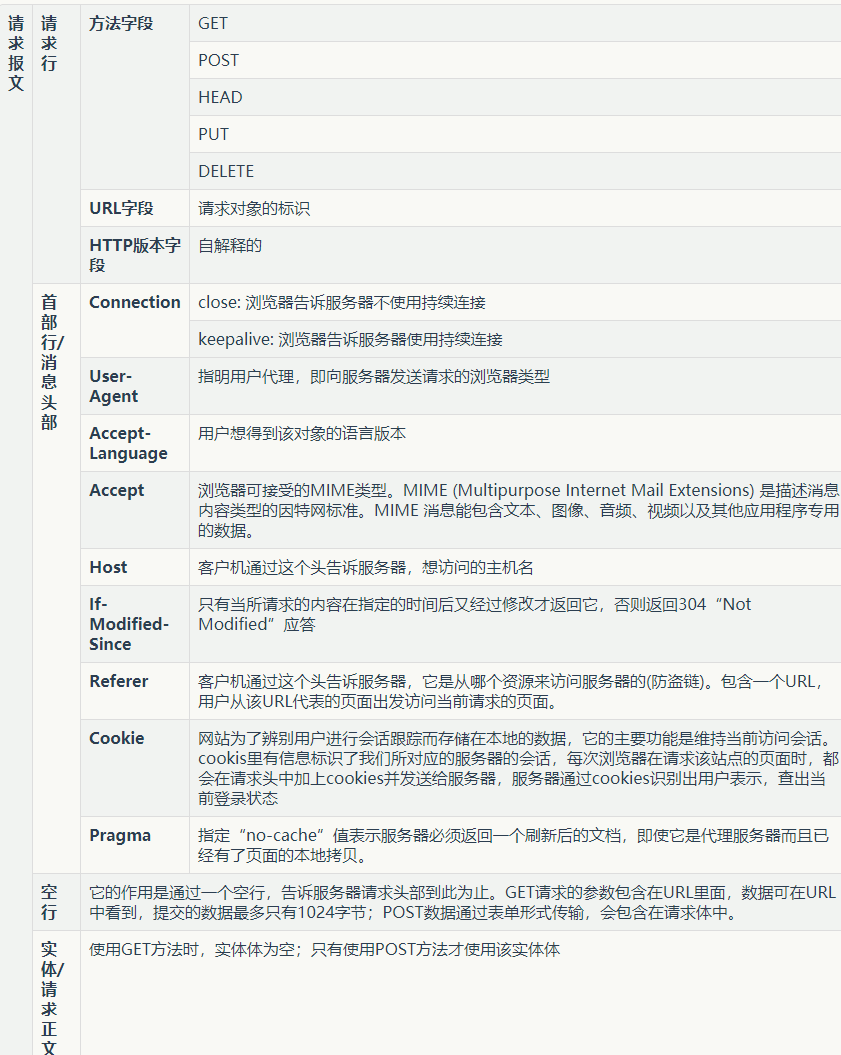 请求报文
请求行
方法字段
GET
POST
HEAD
PUT
DELETE
URL字段
请求对象的标识
HTTP版本字
段
自解释的
首部行/消息头部
Connection
close: 浏览器告诉服务器不使用持续连接
keepalive: 浏览器告诉服务器使用持续连接
User-
Agent
指明用户代理，即向服务器发送请求的浏览器类型
Accept-
Language
用户想得到该对象的语言版本
Accept
浏览器可接受的MIME类型。MIME (Multipurpose Internet Mail Extensions) 是描述消息
内容类型的因特网标准。MIME 消息能包含文本、图像、音频、视频以及其他应用程序专用
的数据。
Host
客户机通过这个头告诉服务器，想访问的主机名
If-
Modified-
Since
只有当所请求的内容在指定的时间后又经过修改才返回它，否则返回304“Not
Modified”应答
Referer
客户机通过这个头告诉服务器，它是从哪个资源来访问服务器的(防盗链)。包含一个URL，
用户从该URL代表的页面出发访问当前请求的页面。
Cookie
网站为了辨别用户进行会话跟踪而存储在本地的数据，它的主要功能是维持当前访问会话。
cookis里有信息标识了我们所对应的服务器的会话，每次浏览器在请求该站点的页面时，都
会在请求头中加上cookies并发送给服务器，服务器通过cookies识别出用户表示，查出当
前登录状态
Pragma
指定“no-cache”值表示服务器必须返回一个刷新后的文档，即使它是代理服务器而且已
经有了页面的本地拷贝。
空行
它的作用是通过一个空行，告诉服务器请求头部到此为止。GET请求的参数包含在URL里面，数据可在URL
中看到，提交的数据最多只有1024字节；POST数据通过表单形式传输，会包含在请求体中。
实体/请求正文
使用GET方法时，实体体为空；只有使用POST方法才使用该实体体